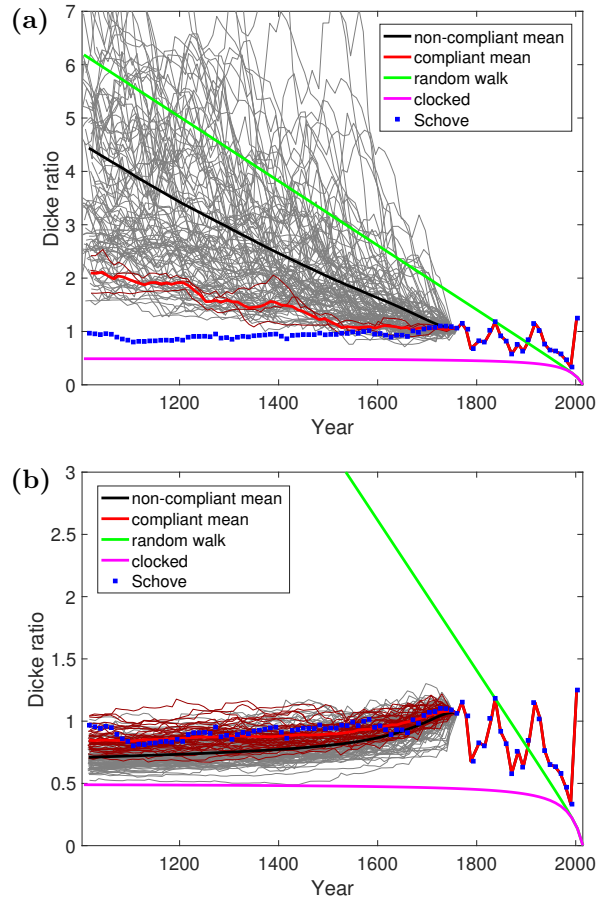 (a)
7
6
5
4
3
2
1
0
Dicke ratio
non-compliant mean
compliant mean
random walk
clocked
Schove
1200 1400 1600 1800 2000
Year
(b)
3
2.5
2
1.5
1
0.5
0
Dicke ratio
non-compliant mean
compliant mean
random walk
clocked
Schove
1200 1400 1600 1800 2000
Year